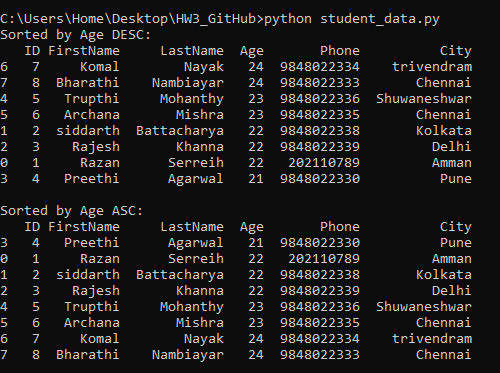 C:\Users\Home\Desktop\HW3_GitHub>python student_data.py
Sorted by Age DESC:
   ID FirstName     LastName  Age       Phone          City
6   7     Komal        Nayak   24  9848022334    trivendram
7   8  Bharathi    Nambiayar   24  9848022333       Chennai
4   5   Trupthi     Mohanthy   23  9848022336  Shuwaneshwar
5   6   Archana       Mishra   23  9848022335       Chennai
1   2  siddarth  Battacharya   22  9848022338       Kolkata
2   3    Rajesh       Khanna   22  9848022339         Delhi
0   1     Razan      Serreih   22   202110789         Amman
3   4   Preethi      Agarwal   21  9848022330          Pune
Sorted by Age ASC:
   ID FirstName     LastName  Age       Phone          City
3   4   Preethi      Agarwal   21  9848022330          Pune
0   1     Razan      Serreih   22   202110789         Amman
1   2  siddarth  Battacharya   22  9848022338       Kolkata
2   3    Rajesh       Khanna   22  9848022339         Delhi
4   5   Trupthi     Mohanthy   23  9848022336  Shuwaneshwar
5   6   Archana       Mishra   23  9848022335       Chennai
6   7     Komal        Nayak   24  9848022334    trivendram
7   8  Bharathi    Nambiayar   24  9848022333       Chennai